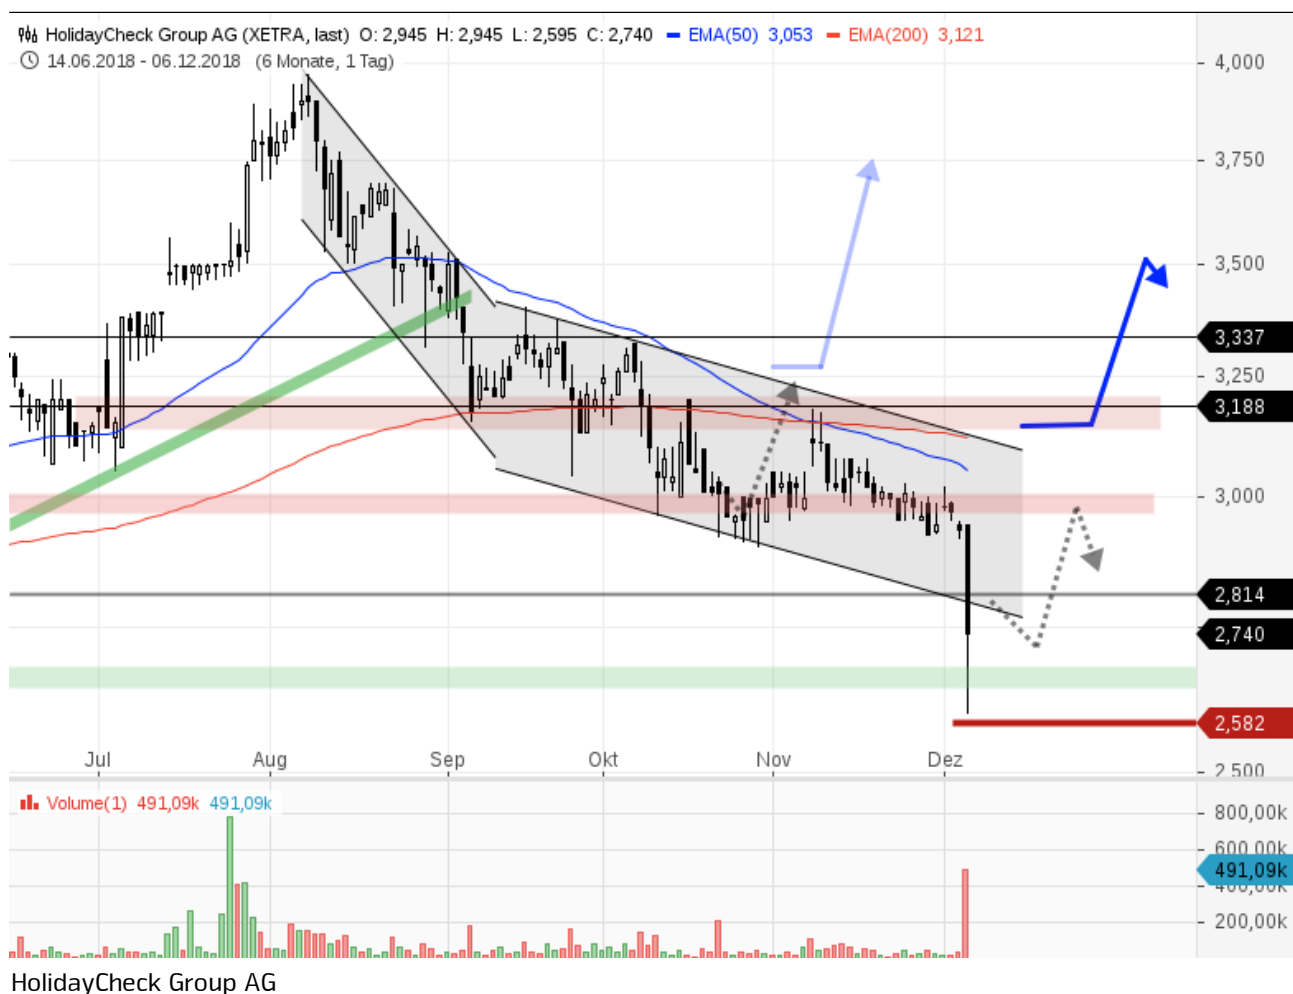 HolidayCheck Group AG (XETRA, last) O: 2,945 H: 2,945 L: 2,595 C: 2,740 EMA(50) 3,053 EMA(200) 3,121
14.06.2018 - 06.12.2018 (6 Monate, 1 Tag)
4,000
3,750
3,500
3,337
3,250
3,188
3,000
2,814
2,740
2,582
2,500
Jul Aug Sep Okt Nov Dez
Volume(1) 491,09k 491,09k
800,00k
600,00k
491,09k
400,00k
200,00k
HolidayCheck Group AG